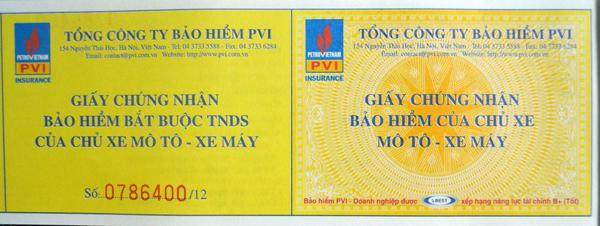 PETROVIETNAM
PVI
INSURANCE
TỔNG CÔNG TY BẢO HIỂM PVI
154 Nguyễn Thái Học, Hà Nội, Việt Nam - Tel: 04 3733 5588 - Fax: 04 3733 6284
Email: contact@pvi.com.vn Website: http://www.pvi.com.vn
GIẤY CHỨNG NHẬN
BẢO HIỂM BẮT BUỘC TNDS
CỦA CHỦ XE MÔ TÔ - XE MÁY
Số: 0786400/12
PETROVIETNAM
PVI
INSURANCE
TỔNG CÔNG TY BẢO HIỂM PVI
154 Nguyễn Thái Học, Hà Nội, Việt Nam - Tel: 04 3733 5588 - Fax: 04 3733 6284
Email: contact@pvi.com.vn Website: http://www.pvi.com.vn
GIẤY CHỨNG NHẬN
BẢO HIỂM CỦA CHỦ XE
MÔ TÔ - XE MÁY
Bảo hiểm PVI - Doanh nghiệp được A.M. BEST xếp hạng năng lực tài chính B+ (Tốt)